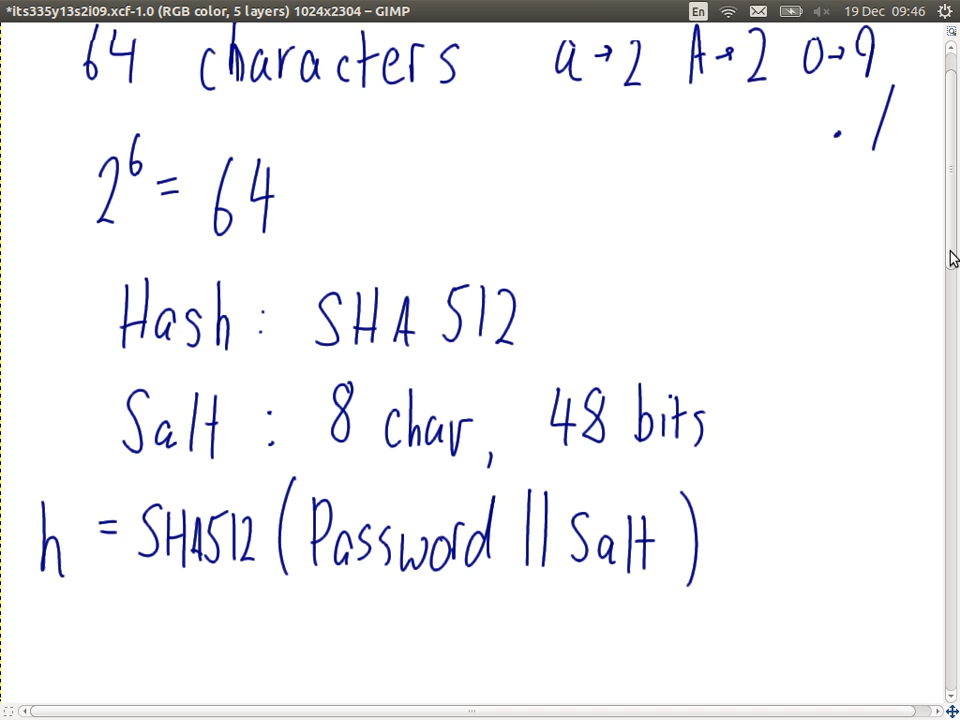 *its335y13s2i09.xcf-1.0 (RGB color, 5 layers) 1024x2304 – GIMP En 19 Dec 09:46
64 characters a→z A→Z 0→9
. /
2^6 = 64
Hash : SHA 512
Salt : 8 char, 48 bits
h = SHA512 ( Password || Salt )